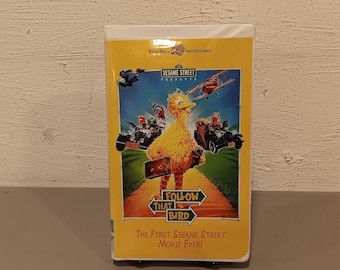 SESAME STREET
PRESENTS
FOLLOW
THAT
BIRD
THE FIRST SESAME STREET
MOVIE EVER!